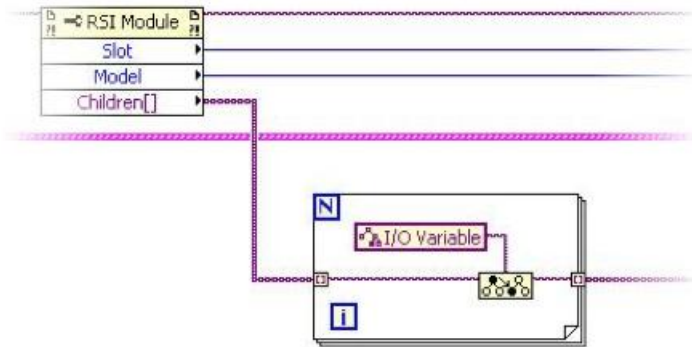 RSI Module
Slot
Model
Children[]
N
I/O Variable
i